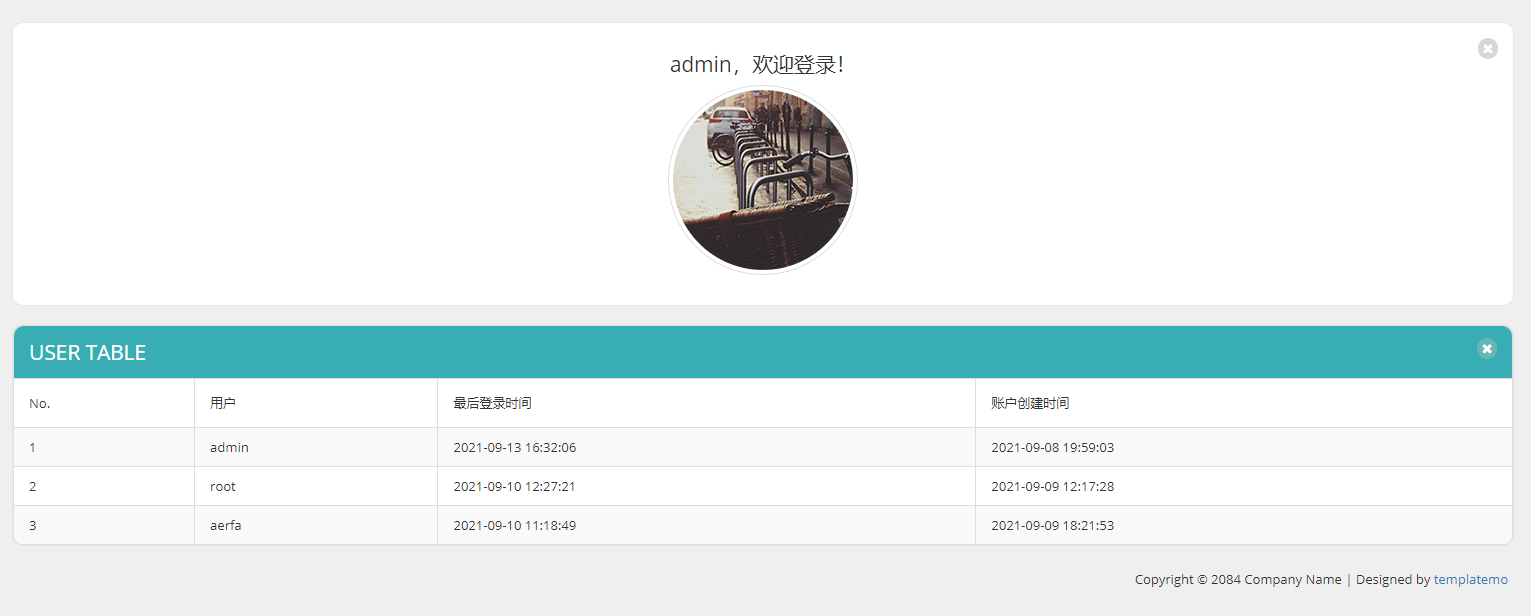 admin，欢迎登录！
USER TABLE
No. 用户 最后登录时间 账户创建时间
1 admin 2021-09-13 16:32:06 2021-09-08 19:59:03
2 root 2021-09-10 12:27:21 2021-09-09 12:17:28
3 aerfa 2021-09-10 11:18:49 2021-09-09 18:21:53
Copyright © 2084 Company Name | Designed by templatemo